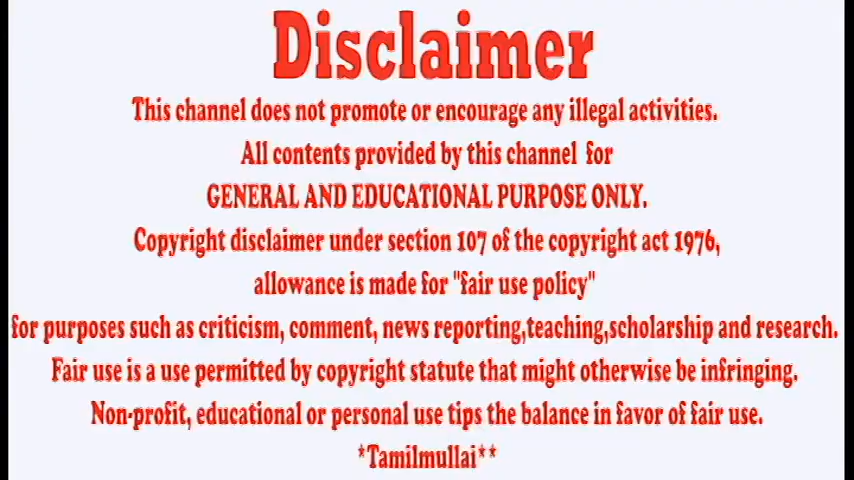 Disclaimer
This channel does not promote or encourage any illegal activities.
All contents provided by this channel for
GENERAL AND EDUCATIONAL PURPOSE ONLY.
Copyright disclaimer under section 107 of the copyright act 1976,
allowance is made for "fair use policy"
for purposes such as criticism, comment, news reporting,teaching,scholarship and research.
Fair use is a use permitted by copyright statute that might otherwise be infringing.
Non-profit, educational or personal use tips the balance in favor of fair use.
*Tamilmullai**